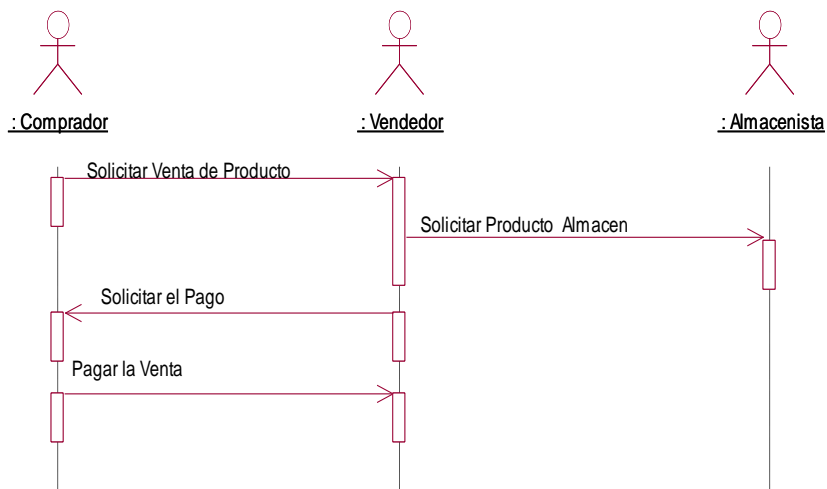 : Comprador
: Vendedor
: Almacenista
Solicitar Venta de Producto
Solicitar Producto Almacen
Solicitar el Pago
Pagar la Venta